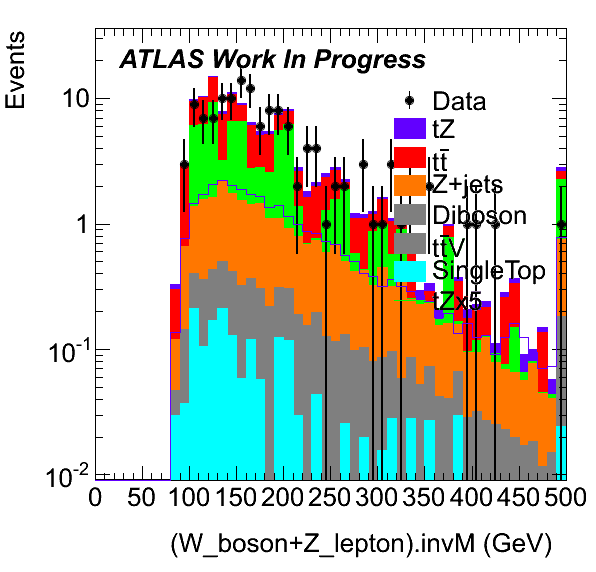 Events
ATLAS Work In Progress
Data
tZ
tt̄
Z+jets
Diboson
tt̄V
SingleTop
tZx5
10
1
10⁻¹
10⁻²
0 50 100 150 200 250 300 350 400 450 500
(W_boson+Z_lepton).invM (GeV)